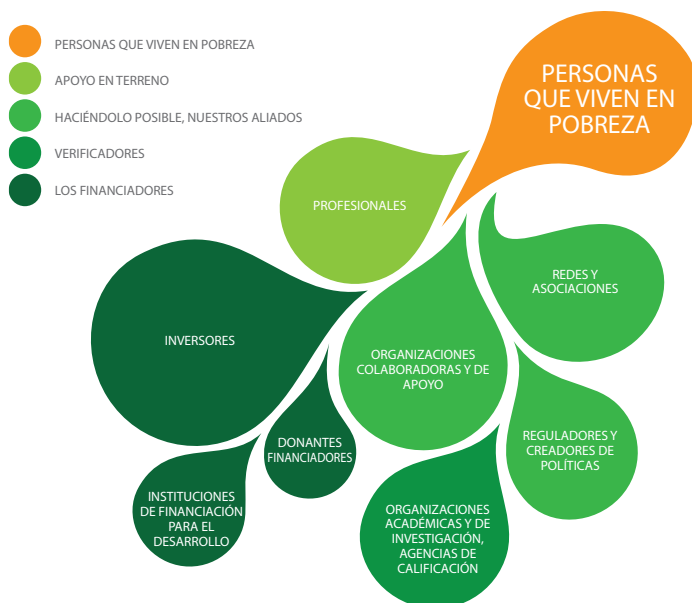 PERSONAS QUE VIVEN EN POBREZA
APOYO EN TERRENO
HACIÉNDOLO POSIBLE, NUESTROS ALIADOS
VERIFICADORES
LOS FINANCIADORES
PERSONAS
QUE VIVEN EN
POBREZA
PROFESIONALES
REDES Y
ASOCIACIONES
INVERSORES
ORGANIZACIONES
COLABORADORAS Y DE
APOYO
DONANTES
FINANCIADORES
REGULADORES Y
CREADORES DE
POLÍTICAS
INSTITUCIONES
DE FINANCIACIÓN
PARA EL
DESARROLLO
ORGANIZACIONES
ACADÉMICAS Y DE
INVESTIGACIÓN,
AGENCIAS DE
CALIFICACIÓN